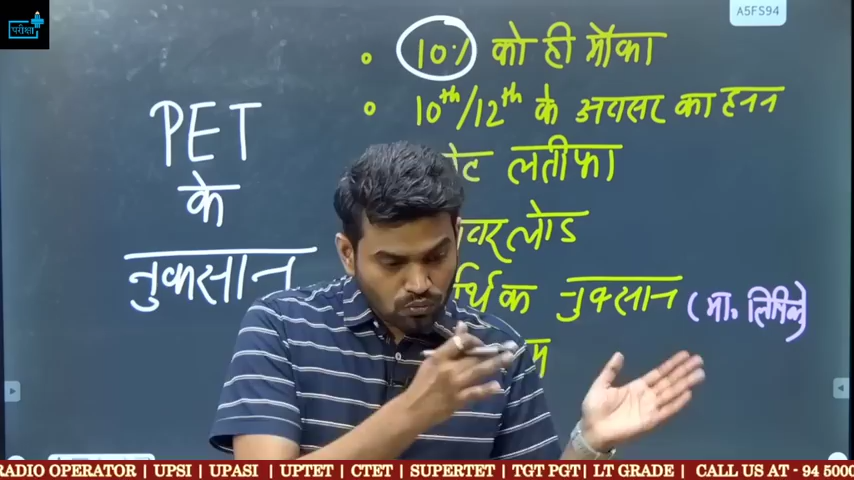 परीक्षा
A5FS94
PET
के
नुकसान
• 10% को ही मौका
• 10th/12th के अवसर का हनन
लतीफा
नुकसान
RADIO OPERATOR | UPSI | UPASI | UPTET | CTET | SUPERTET | TGT PGT | LT GRADE | CALL US AT - 94 5000